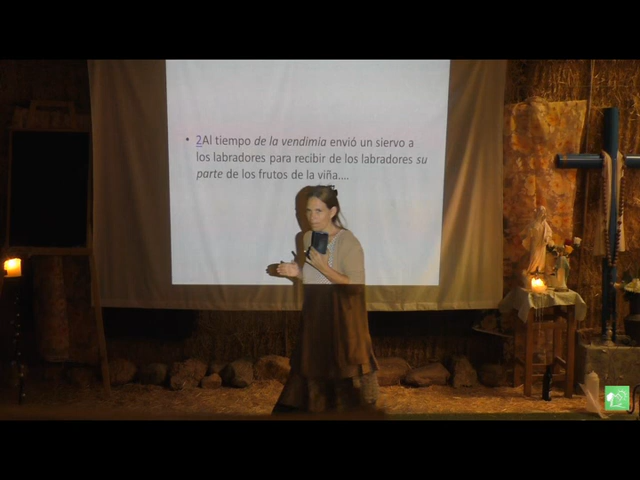 • 2Al tiempo de la vendimia envió un siervo a
los labradores para recibir de los labradores su
parte de los frutos de la viña....